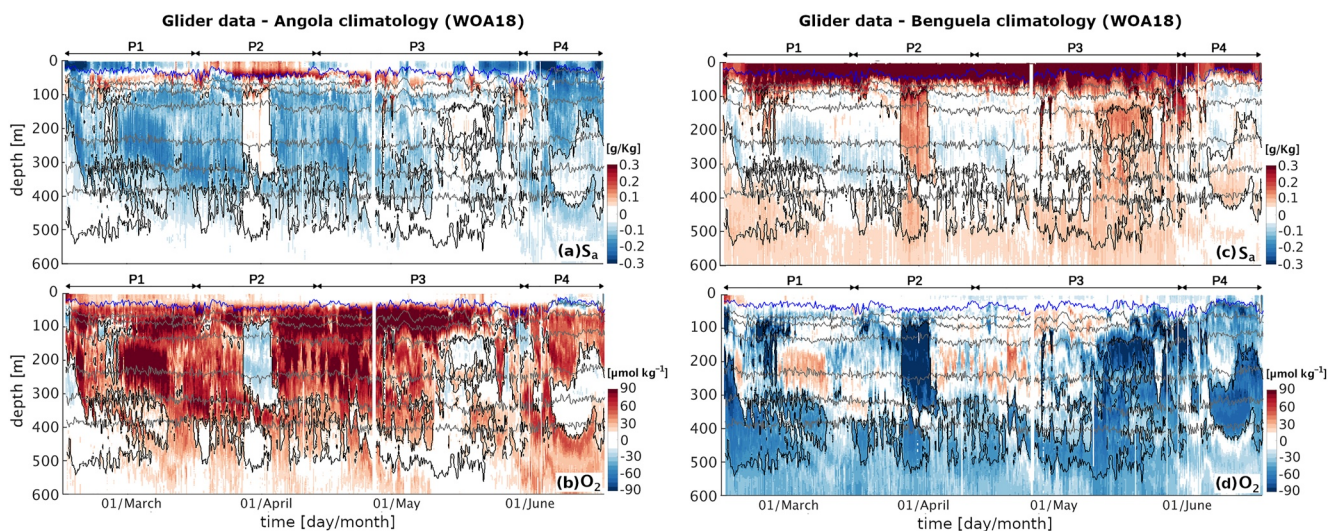 Glider data - Angola climatology (WOA18)
P1 P2 P3 P4
0
100
200
300
400
500
600
depth [m]
[g/Kg]
0.3
0.2
0.1
0
-0.1
-0.2
-0.3
(a)Sa
P1 P2 P3 P4
0
100
200
300
400
500
600
depth [m]
[µmol kg⁻¹]
90
60
30
0
-30
-60
-90
(b)O₂
01/March 01/April 01/May 01/June
time [day/month]
Glider data - Benguela climatology (WOA18)
P1 P2 P3 P4
0
100
200
300
400
500
600
[g/Kg]
0.3
0.2
0.1
0
-0.1
-0.2
-0.3
(c)Sa
P1 P2 P3 P4
0
100
200
300
400
500
600
[µmol kg⁻¹]
90
60
30
0
-30
-60
-90
(d)O₂
01/March 01/April 01/May 01/June
time [day/month]